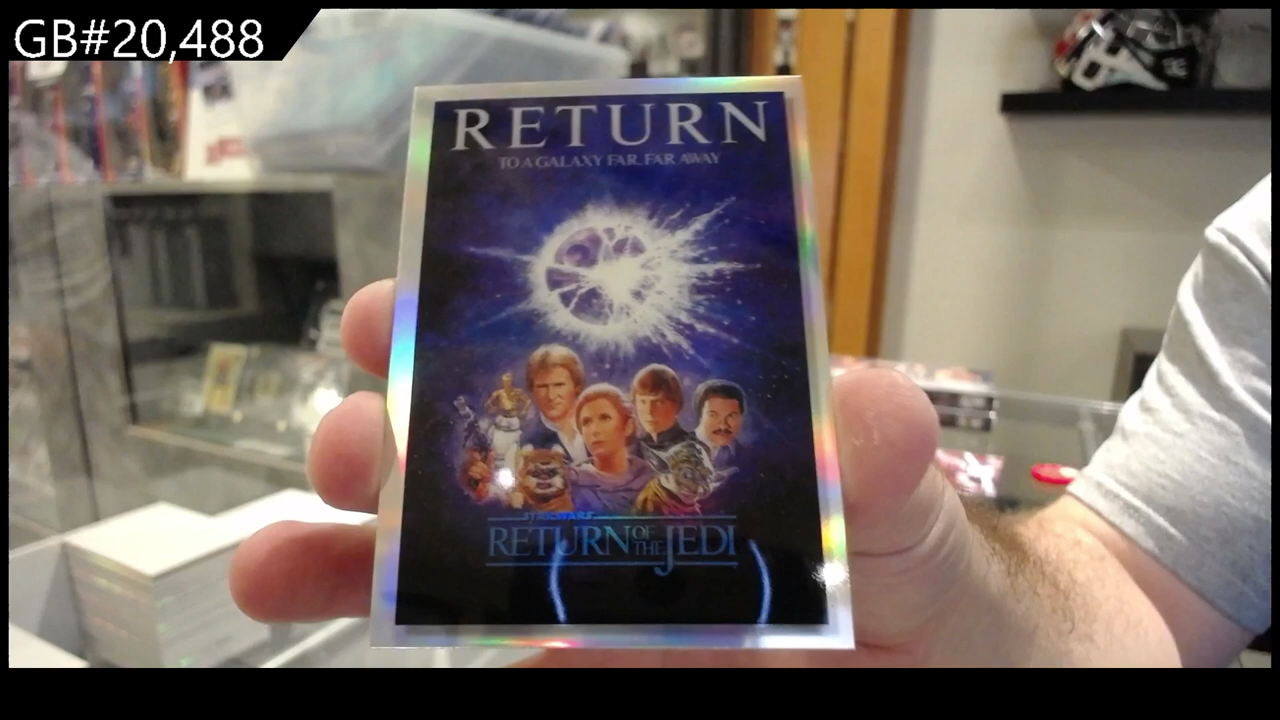 GB#20,488
RETURN
TO A GALAXY FAR, FAR AWAY
STAR WARS
RETURN OF THE JEDI